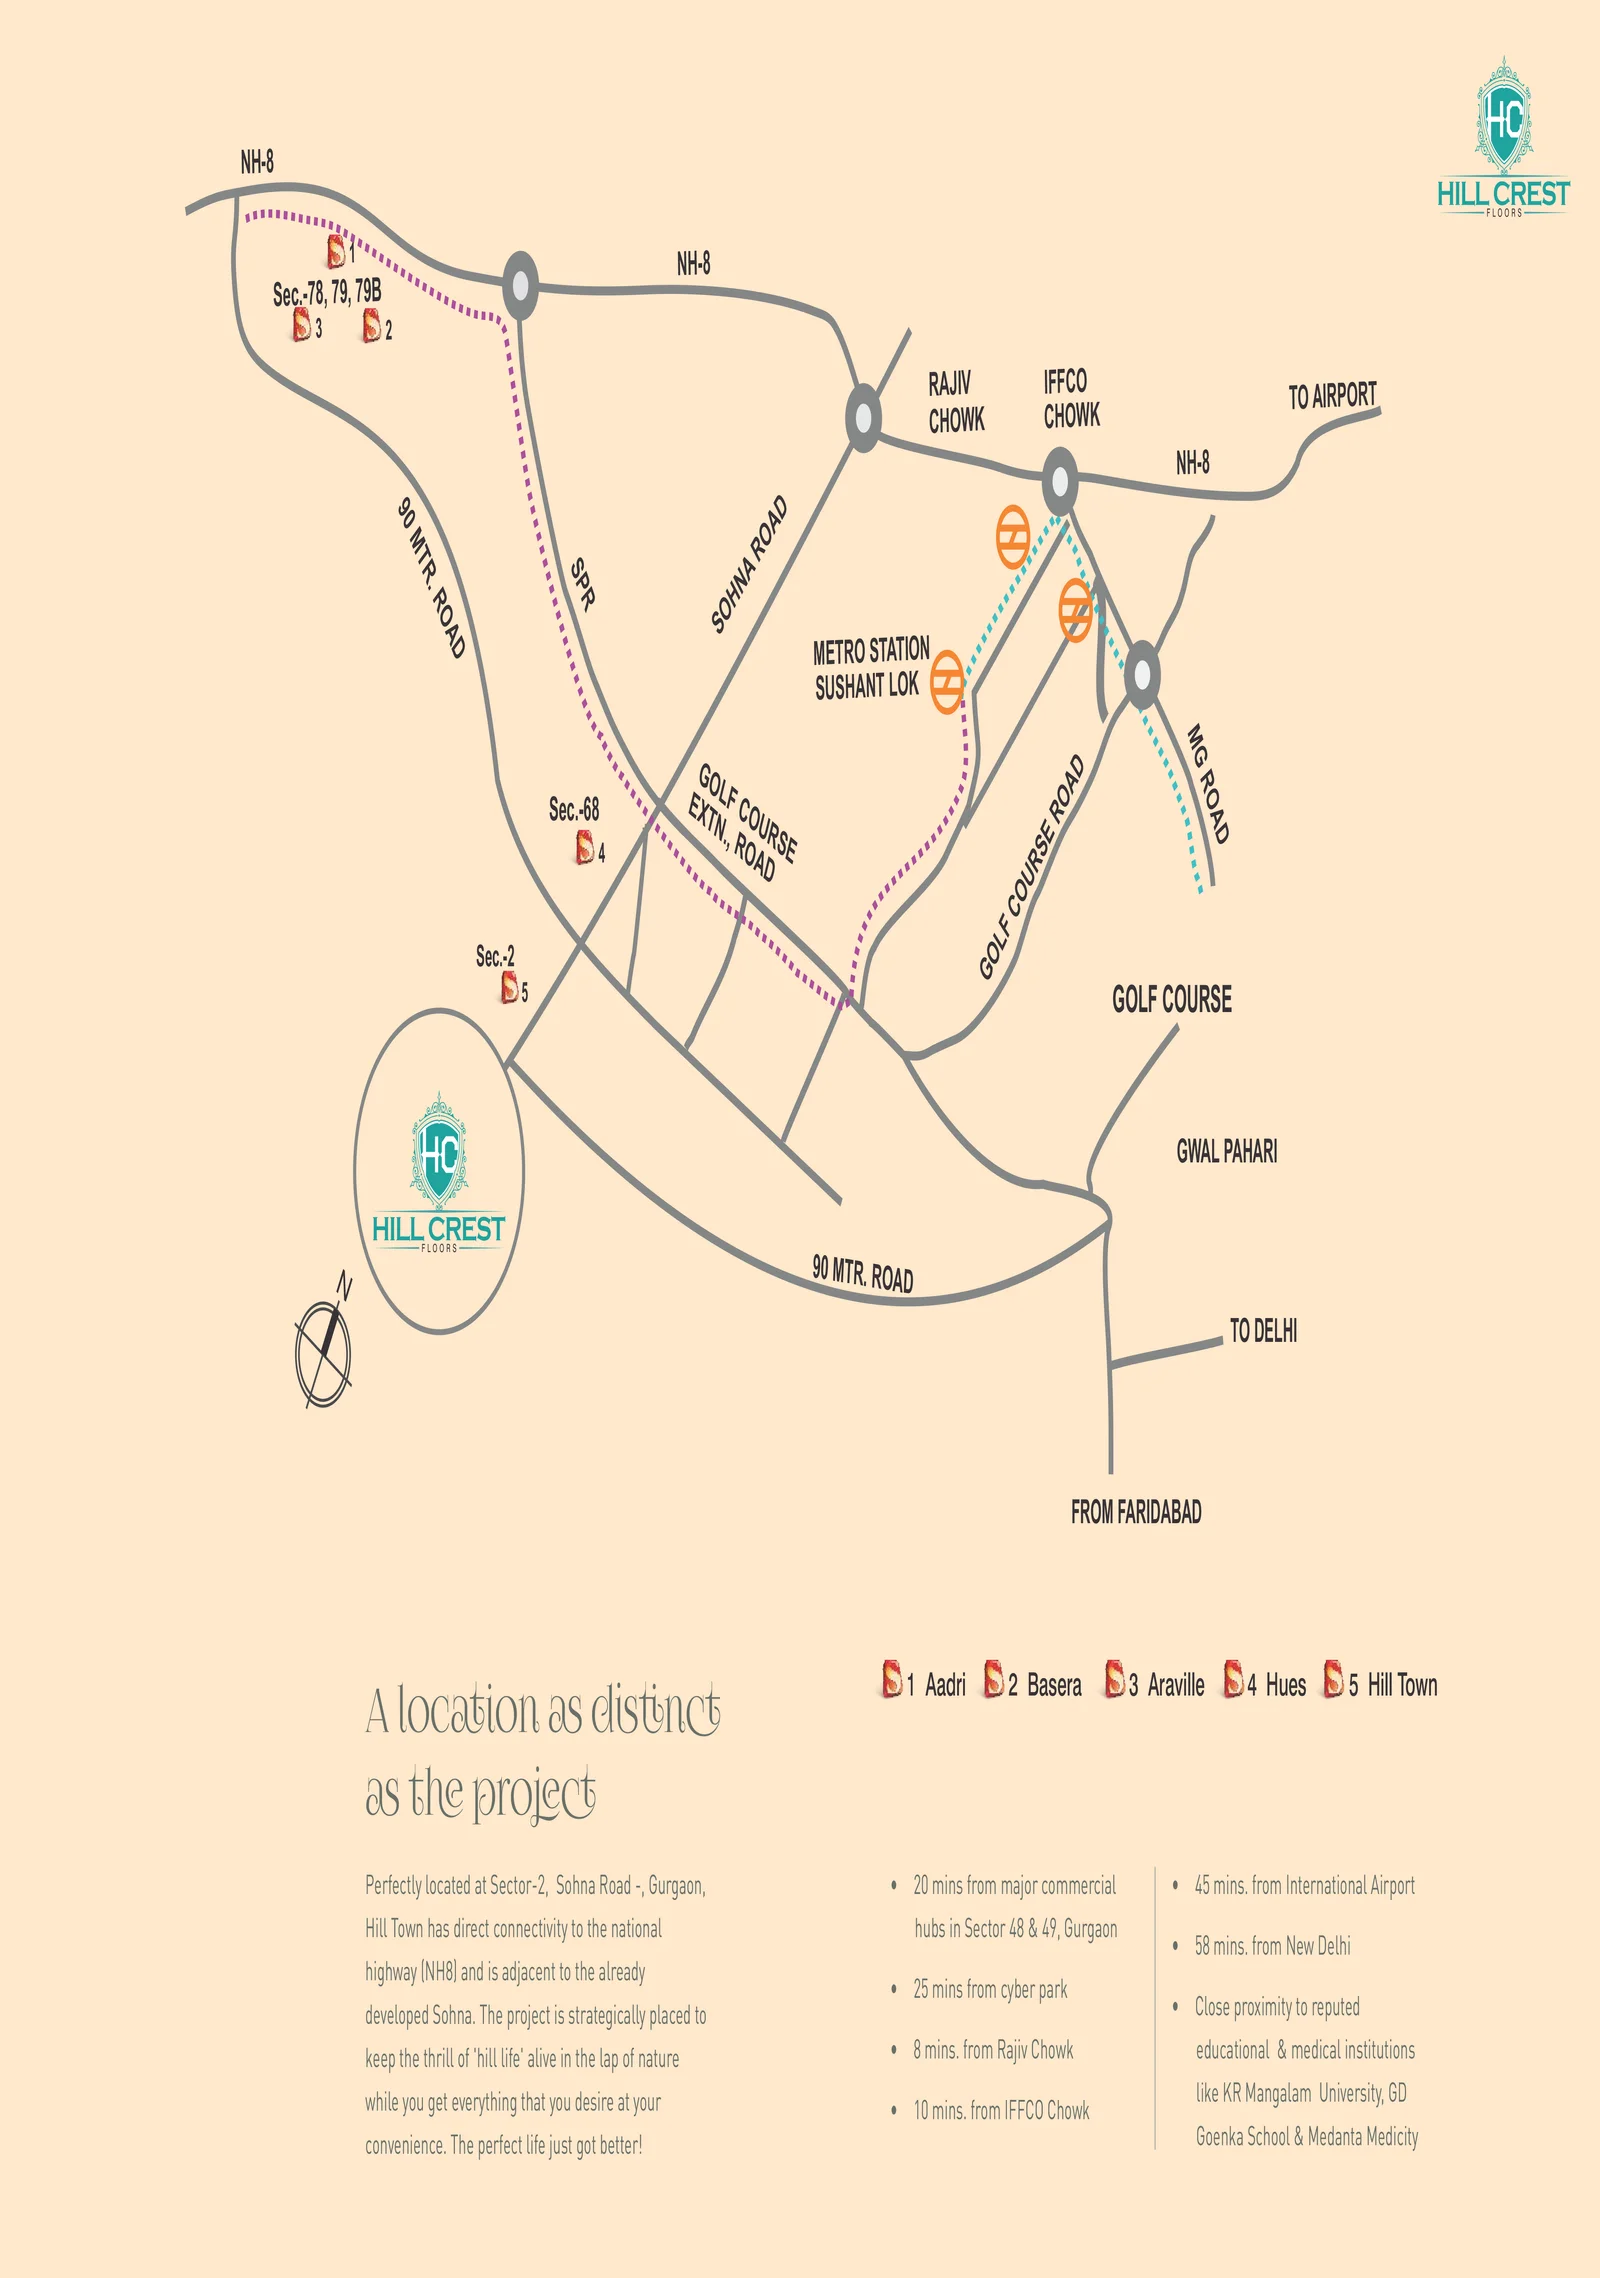 HC
HILL CREST
FLOORS
NH-8
1
Sec.-78, 79, 79B
3
2
NH-8
RAJIV
CHOWK
IFFCO
CHOWK
TO AIRPORT
NH-8
90 MTR. ROAD
SPR
SOHNA ROAD
METRO STATION
SUSHANT LOK
MG ROAD
GOLF COURSE
EXTN., ROAD
GOLF COURSE ROAD
Sec.-68
4
Sec.-2
5
GOLF COURSE
GWAL PAHARI
HC
HILL CREST
FLOORS
N
90 MTR. ROAD
TO DELHI
FROM FARIDABAD
1 Aadri
2 Basera
3 Araville
4 Hues
5 Hill Town
A location as distinct
as the project
Perfectly located at Sector-2, Sohna Road -, Gurgaon,
Hill Town has direct connectivity to the national
highway (NH8) and is adjacent to the already
developed Sohna. The project is strategically placed to
keep the thrill of 'hill life' alive in the lap of nature
while you get everything that you desire at your
convenience. The perfect life just got better!
• 20 mins from major commercial
hubs in Sector 48 & 49, Gurgaon
• 25 mins from cyber park
• 8 mins. from Rajiv Chowk
• 10 mins. from IFFCO Chowk
• 45 mins. from International Airport
• 58 mins. from New Delhi
• Close proximity to reputed
educational & medical institutions
like KR Mangalam University, GD
Goenka School & Medanta Medicity